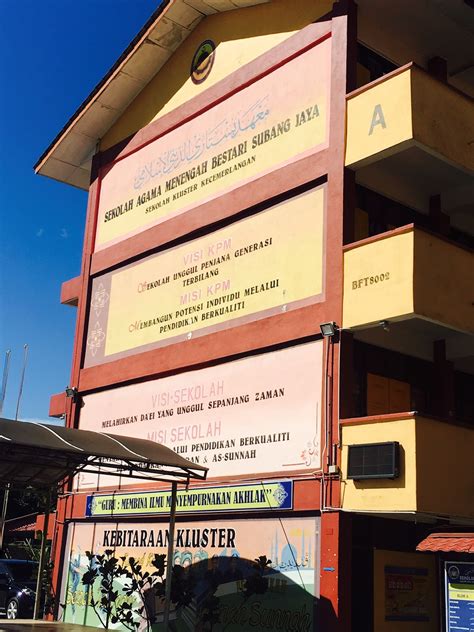 SEKOLAH AGAMA MENENGAH BESTARI SUBANG JAYA
SEKOLAH KLUSTER KECEMERLANGAN
VISI KPM
SEKOLAH UNGGUL PENJANA GENERASI
TERBILANG
MISI KPM
MEMBANGUN POTENSI INDIVIDU MELALUI
PENDIDIKAN BERKUALITI
VISI SEKOLAH
MELAHIRKAN DAEI YANG UNGGUL SEPANJANG ZAMAN
MISI SEKOLAH
MELALUI PENDIDIKAN BERKUALITI
& AS-SUNNAH
"GURU : MEMBINA ILMU MENYEMPURNAKAN AKHLAK"
KEBITARAAN KLUSTER
A
BFT8002